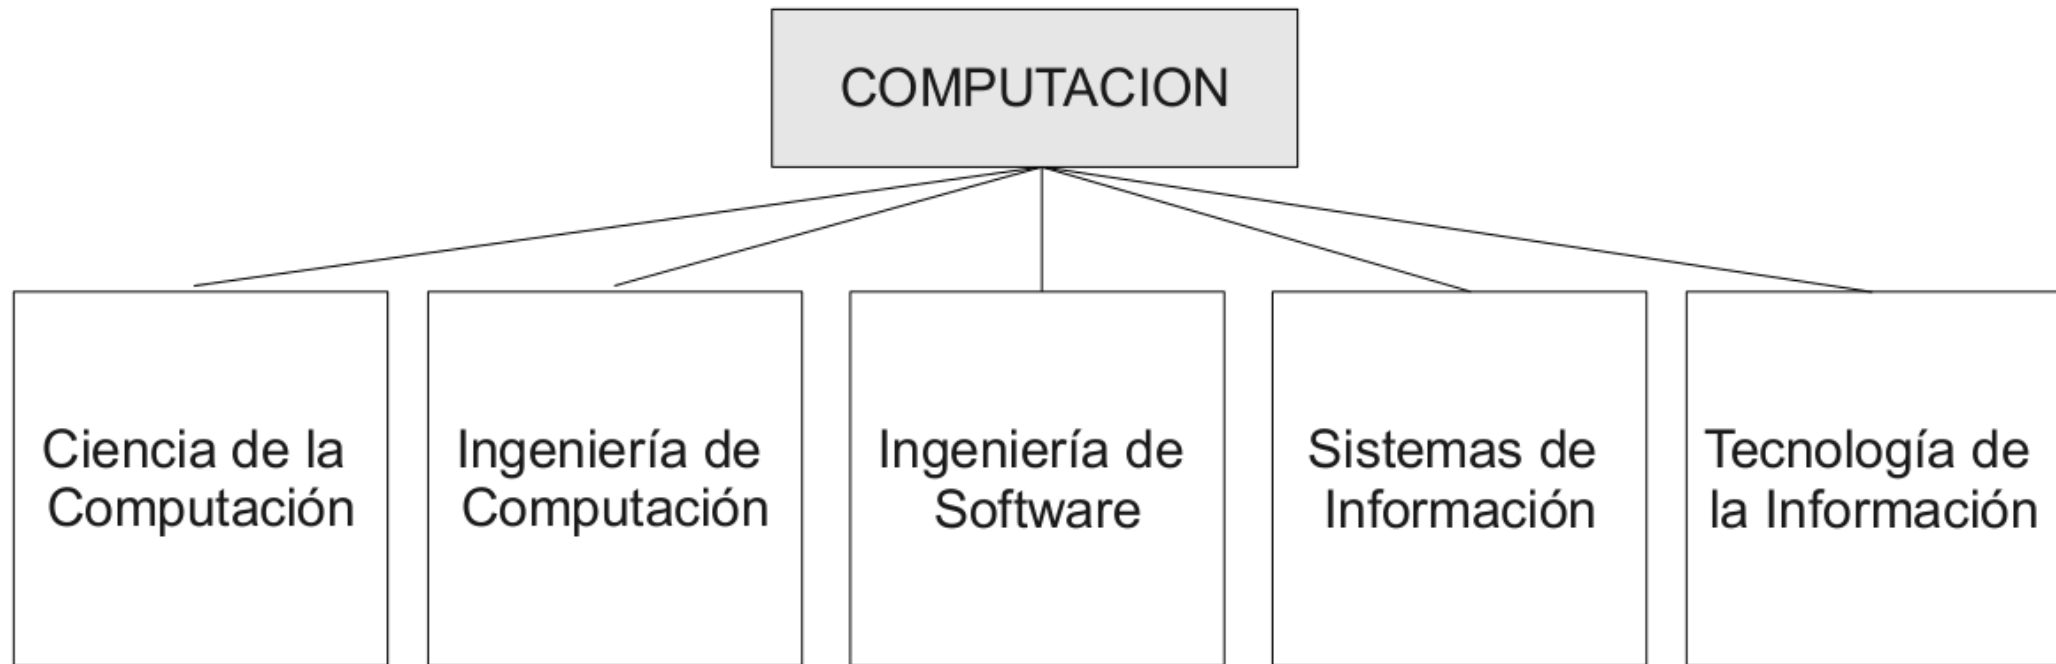 COMPUTACION
Ciencia de la
Computación
Ingeniería de
Computación
Ingeniería de
Software
Sistemas de
Información
Tecnología de
la Información